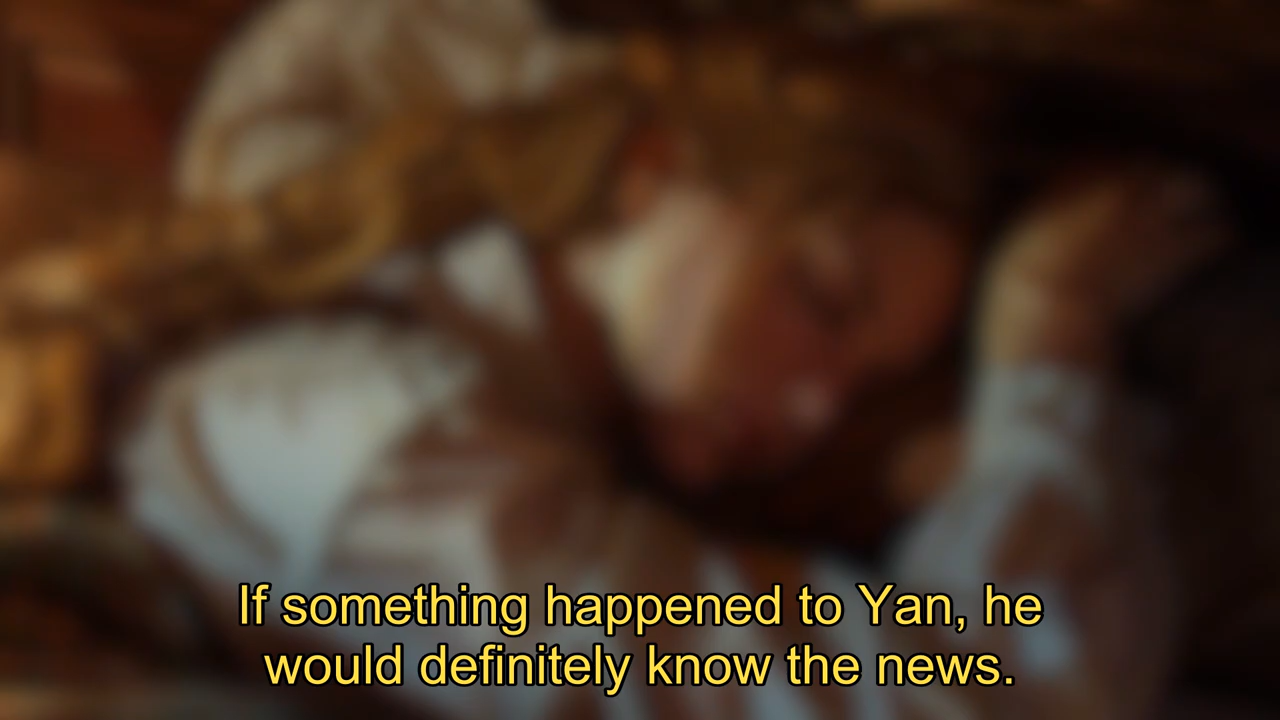 If something happened to Yan, he
would definitely know the news.